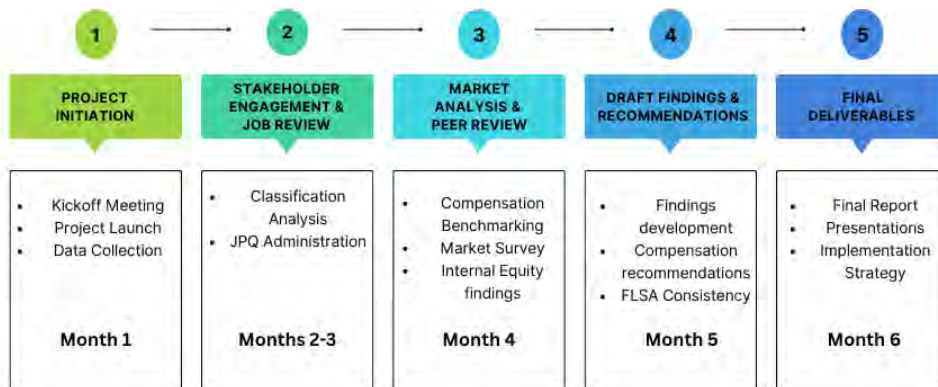 1
2
3
4
5
PROJECT
INITIATION
STAKEHOLDER
ENGAGEMENT &
JOB REVIEW
MARKET
ANALYSIS &
PEER REVIEW
DRAFT FINDINGS &
RECOMMENDATIONS
FINAL
DELIVERABLES
• Kickoff Meeting
• Project Launch
• Data Collection
Month 1
• Classification
Analysis
• JPQ Administration
Months 2-3
• Compensation
Benchmarking
• Market Survey
• Internal Equity
findings
Month 4
• Findings
development
• Compensation
recommendations
• FLSA Consistency
Month 5
• Final Report
• Presentations
• Implementation
Strategy
Month 6